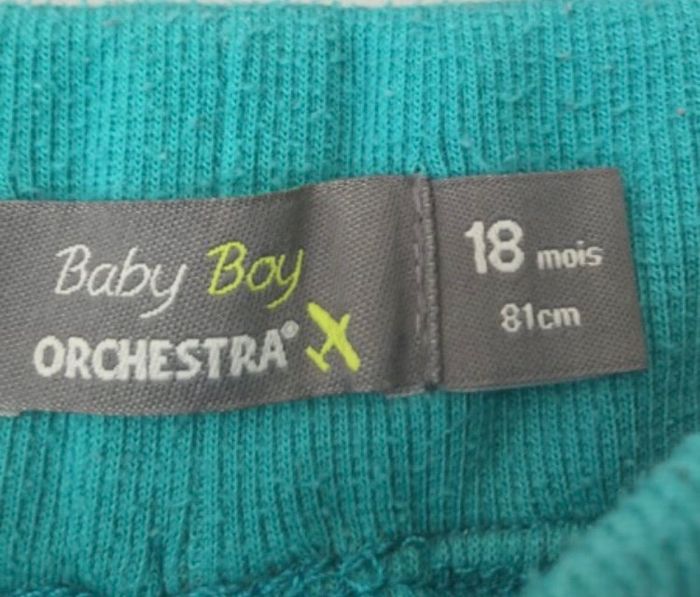 Baby Boy
ORCHESTRA®
18 mois
81cm